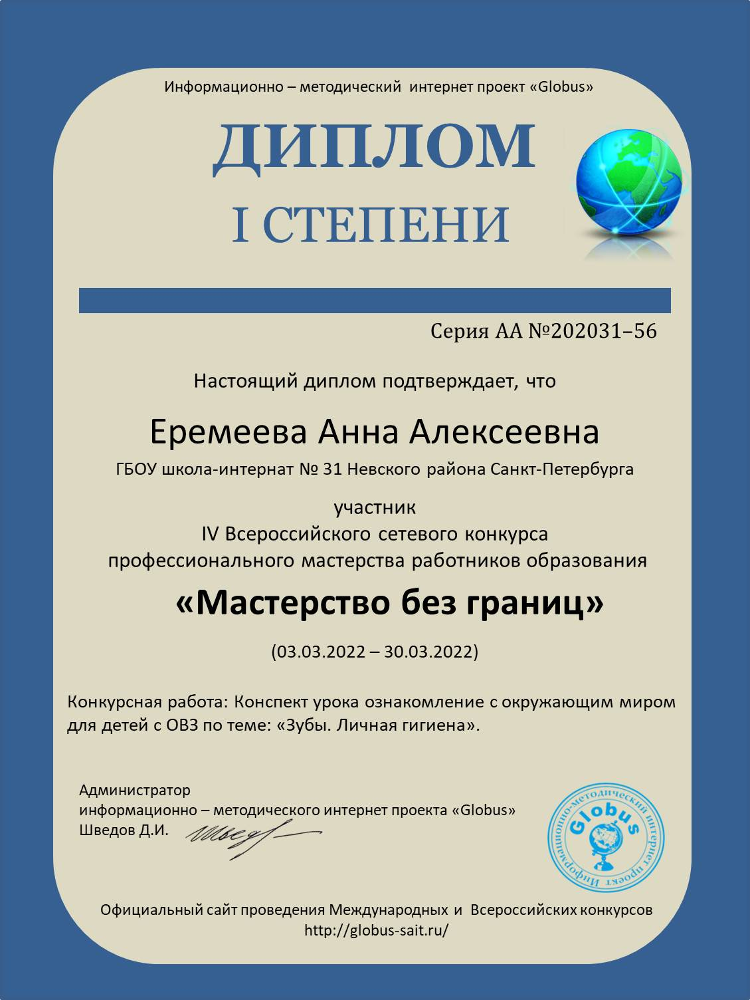 Информационно – методический интернет проект «Globus»
ДИПЛОМ
I СТЕПЕНИ
Серия АА №202031–56
Настоящий диплом подтверждает, что
Еремеева Анна Алексеевна
ГБОУ школа-интернат № 31 Невского района Санкт-Петербурга
участник
IV Всероссийского сетевого конкурса
профессионального мастерства работников образования
«Мастерство без границ»
(03.03.2022 – 30.03.2022)
Конкурсная работа: Конспект урока ознакомление с окружающим миром
для детей с ОВЗ по теме: «Зубы. Личная гигиена».
Администратор
информационно – методического интернет проекта «Globus»
Шведов Д.И.
Шведов
Информационно-методический интернет проект
Globus
Официальный сайт проведения Международных и Всероссийских конкурсов
http://globus-sait.ru/